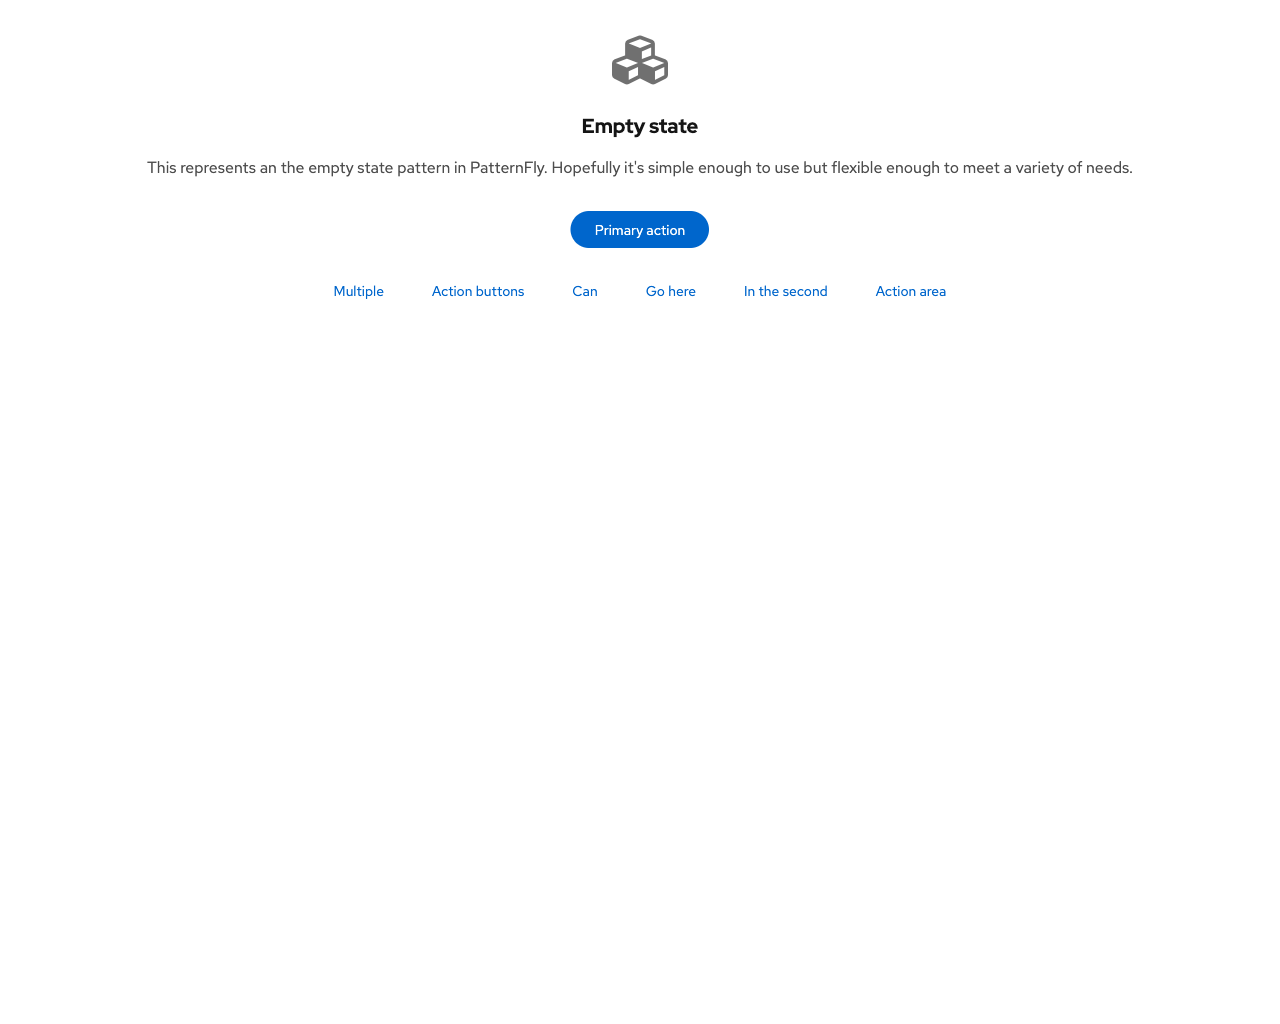 Empty state
This represents an the empty state pattern in PatternFly. Hopefully it's simple enough to use but flexible enough to meet a variety of needs.
Primary action
Multiple Action buttons Can Go here In the second Action area